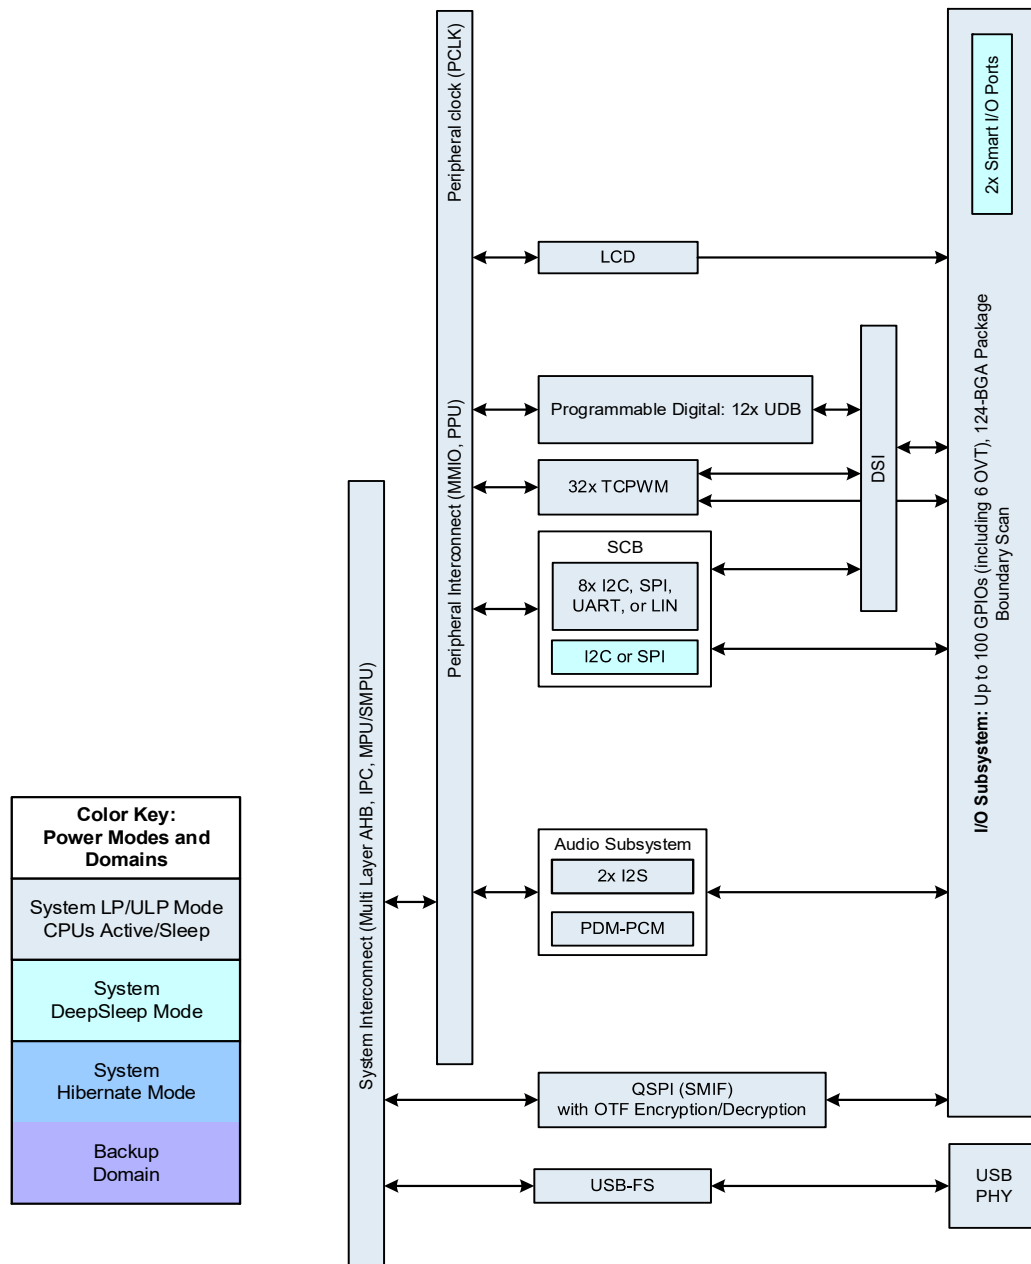 Peripheral clock (PCLK)
Peripheral Interconnect (MMIO, PPU)
System Interconnect (Multi Layer AHB, IPC, MPU/SMPU)
LCD
Programmable Digital: 12x UDB
32x TCPWM
SCB
8x I2C, SPI,
UART, or LIN
I2C or SPI
DSI
2x Smart I/O Ports
I/O Subsystem: Up to 100 GPIOs (including 6 OVT), 124-BGA Package
Boundary Scan
Audio Subsystem
2x I2S
PDM-PCM
QSPI (SMIF)
with OTF Encryption/Decryption
USB-FS
USB
PHY
Color Key:
Power Modes and
Domains
System LP/ULP Mode
CPUs Active/Sleep
System
DeepSleep Mode
System
Hibernate Mode
Backup
Domain